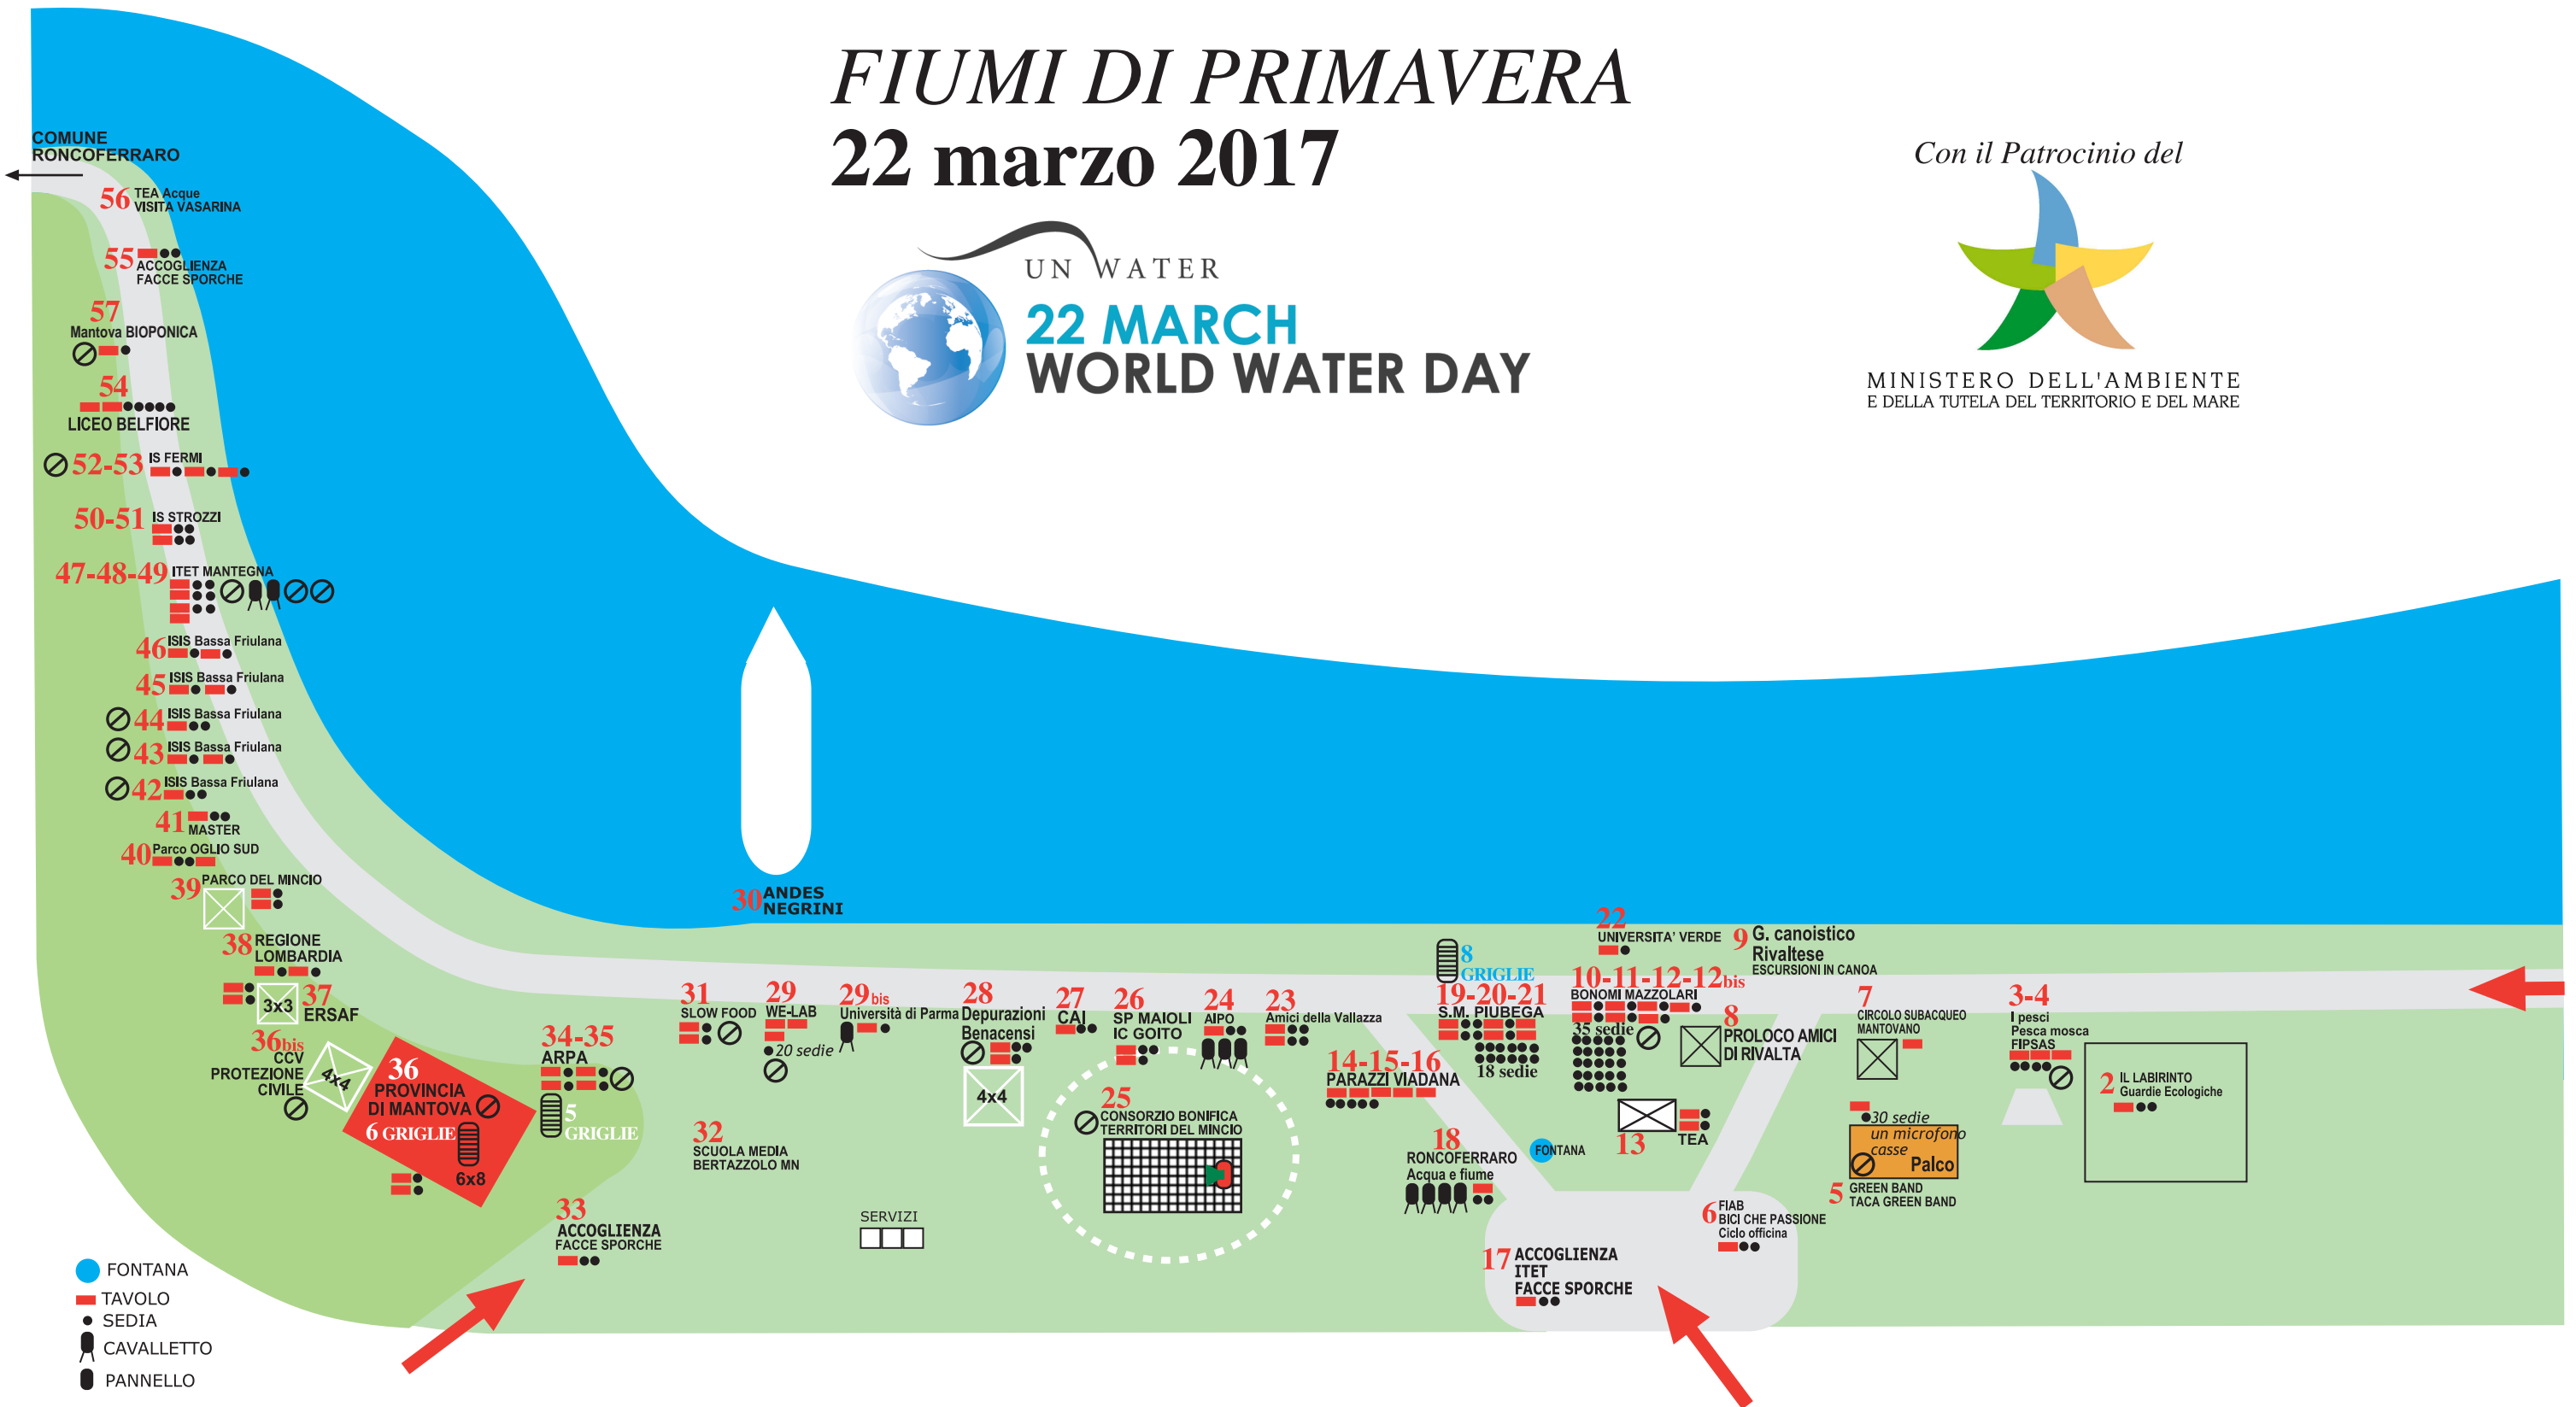 FIUMI DI PRIMAVERA
22 marzo 2017
UN WATER
22 MARCH
WORLD WATER DAY
Con il Patrocinio del
MINISTERO DELL'AMBIENTE
E DELLA TUTELA DEL TERRITORIO E DEL MARE
COMUNE
RONCOFERRARO
56 TEA Acque
VISITA VASARINA
55 ACCOGLIENZA
FACCE SPORCHE
57
Mantova BIOPONICA
54
LICEO BELFIORE
52-53 IS FERMI
50-51 IS STROZZI
47-48-49 ITET MANTEGNA
46 ISIS Bassa Friulana
45 ISIS Bassa Friulana
44 ISIS Bassa Friulana
43 ISIS Bassa Friulana
42 ISIS Bassa Friulana
41 MASTER
40 Parco OGLIO SUD
39 PARCO DEL MINCIO
38 REGIONE
LOMBARDIA
3x3 37
ERSAF
36bis
CCV
PROTEZIONE
CIVILE
4x4
36
PROVINCIA
DI MANTOVA
6 GRIGLIE
6x8
34-35
ARPA
5
GRIGLIE
33
ACCOGLIENZA
FACCE SPORCHE
32
SCUOLA MEDIA
BERTAZZOLO MN
31
SLOW FOOD
30 ANDES
NEGRINI
29
WE-LAB
20 sedie
29bis
Università di Parma
28
Depurazioni
Benacensi
4x4
SERVIZI
27
CAI
26
SP MAIOLI
IC GOITO
25
CONSORZIO BONIFICA
TERRITORI DEL MINCIO
24
AIPO
23
Amici della Vallazza
14-15-16
PARAZZI VIADANA
8
GRIGLIE
19-20-21
S.M. PIUBEGA
18 sedie
18
RONCOFERRARO
Acqua e fiume
FONTANA
17 ACCOGLIENZA
ITET
FACCE SPORCHE
22
UNIVERSITA' VERDE
10-11-12-12bis
BONOMI MAZZOLARI
35 sedie
13
TEA
9 G. canoistico
Rivaltese
ESCURSIONI IN CANOA
8
PROLOCO AMICI
DI RIVALTA
7
CIRCOLO SUBACQUEO
MANTOVANO
6 FIAB
BICI CHE PASSIONE
Ciclo officina
30 sedie
un microfono
casse
Palco
5 GREEN BAND
TACA GREEN BAND
3-4
I pesci
Pesca mosca
FIPSAS
2 IL LABIRINTO
Guardie Ecologiche
FONTANA
TAVOLO
SEDIA
CAVALLETTO
PANNELLO